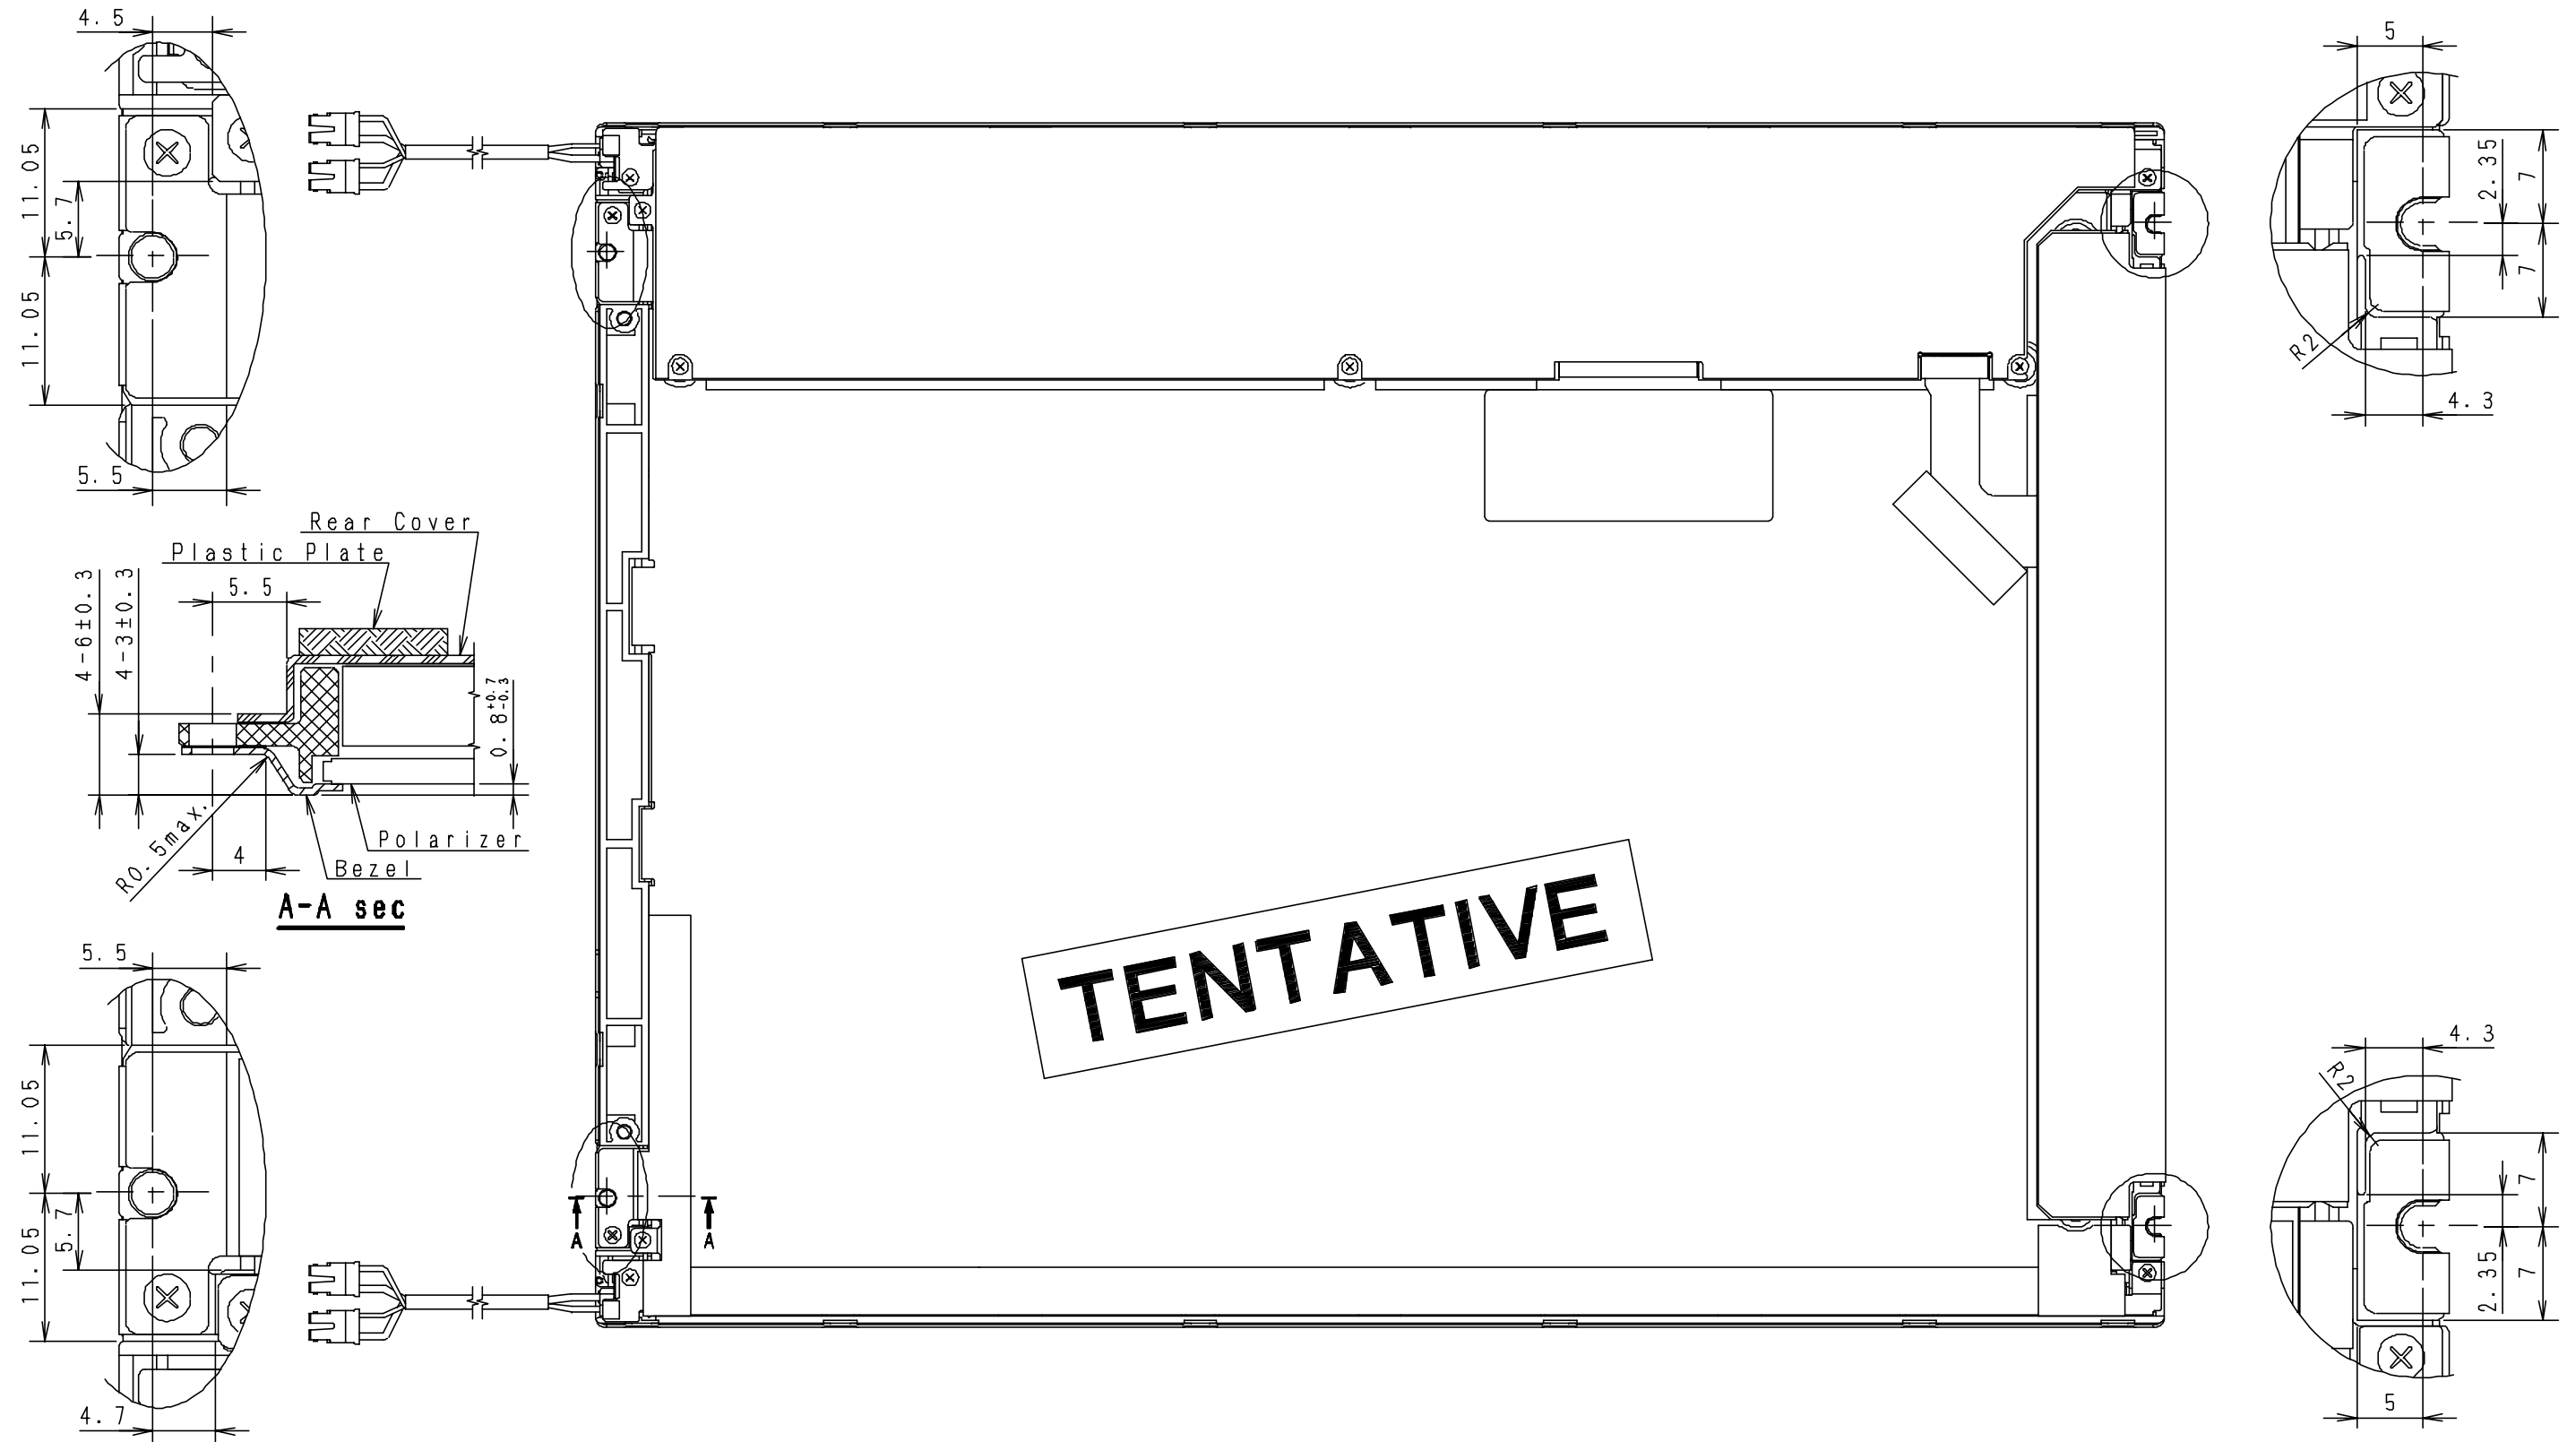 4.5
11.05
5.7
11.05
5.5
5
2.35
7
7
R2
4.3
Rear Cover
Plastic Plate
5.5
4-6±0.3
4-3±0.3
0.8+0.7-0.3
R0.5max.
4
Polarizer
Bezel
A-A sec
TENTATIVE
5.5
11.05
11.05
5.7
4.7
A
A
4.3
R2
7
7
2.35
5